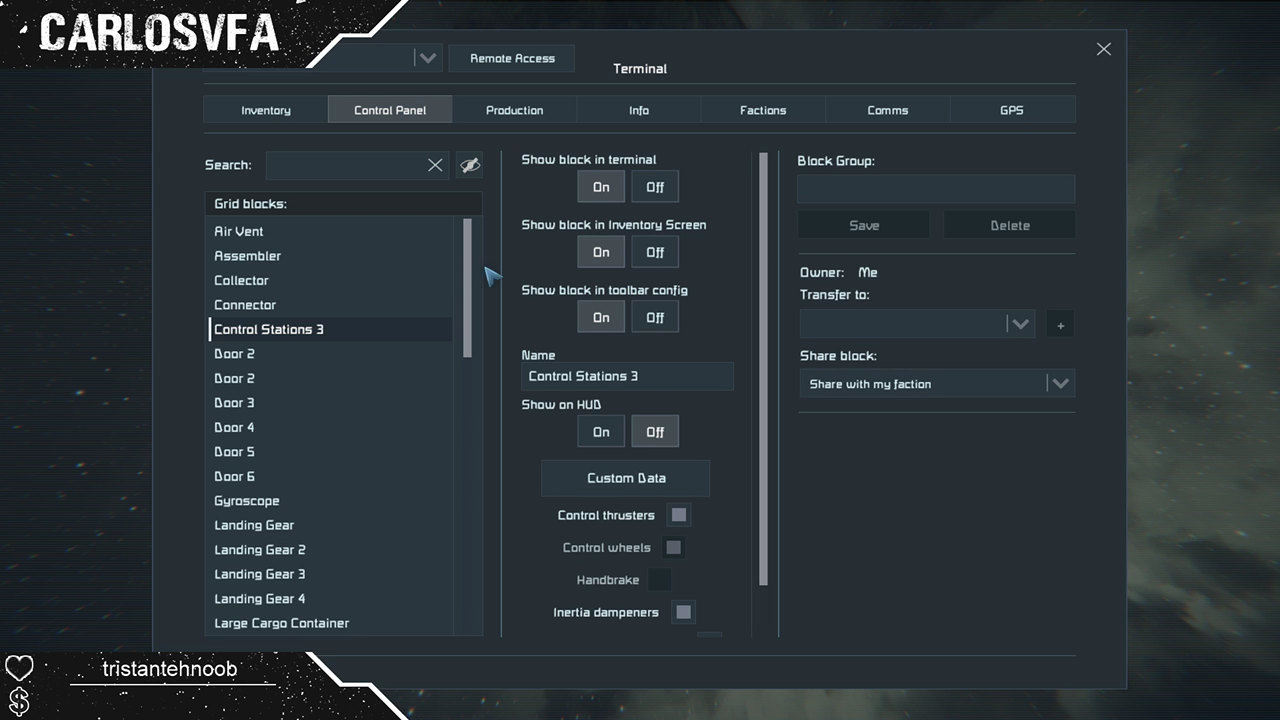 CARLOSVFA
Remote Access
Terminal
Inventory
Control Panel
Production
Info
Factions
Comms
GPS
Search:
Grid blocks:
Air Vent
Assembler
Collector
Connector
Control Stations 3
Door 2
Door 2
Door 3
Door 4
Door 5
Door 6
Gyroscope
Landing Gear
Landing Gear 2
Landing Gear 3
Landing Gear 4
Large Cargo Container
Show block in terminal
On Off
Show block in Inventory Screen
On Off
Show block in toolbar config
On Off
Name
Control Stations 3
Show on HUD
On Off
Custom Data
Control thrusters
Control wheels
Handbrake
Inertia dampeners
Block Group:
Save Delete
Owner: Me
Transfer to:
+
Share block:
Share with my faction
tristantehnoob
$